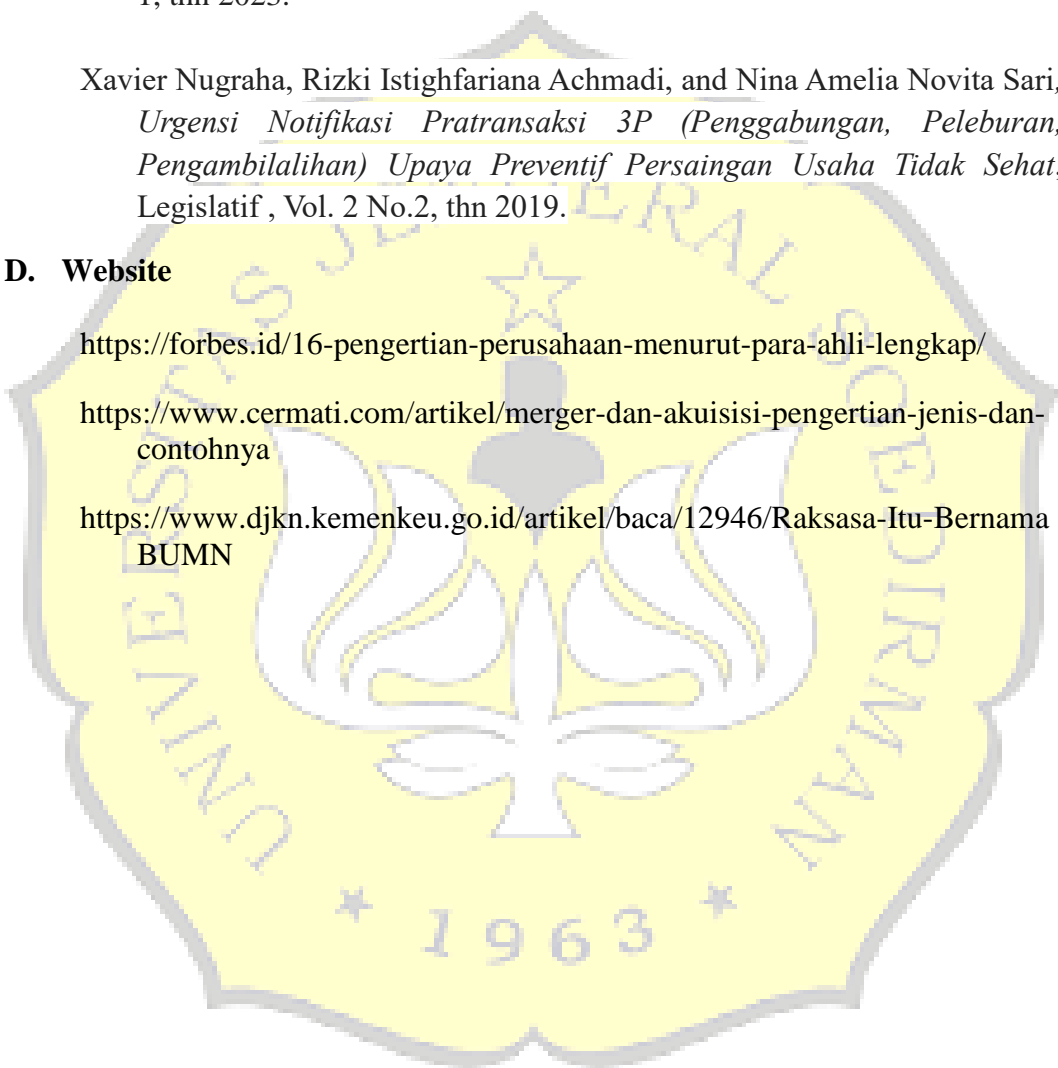 1, thn 2023.
Xavier Nugraha, Rizki Istighfariana Achmadi, and Nina Amelia Novita Sari,
Urgensi Notifikasi Pratransaksi 3P (Penggabungan, Peleburan,
Pengambilalihan) Upaya Preventif Persaingan Usaha Tidak Sehat,
Legislatif , Vol. 2 No.2, thn 2019.
D. Website
https://forbes.id/16-pengertian-perusahaan-menurut-para-ahli-lengkap/
https://www.cermati.com/artikel/merger-dan-akuisisi-pengertian-jenis-dan-
contohnya
https://www.djkn.kemenkeu.go.id/artikel/baca/12946/Raksasa-Itu-Bernama
BUMN
UNIVERSITAS JENDERAL SOEDIRMAN
* 1963 *